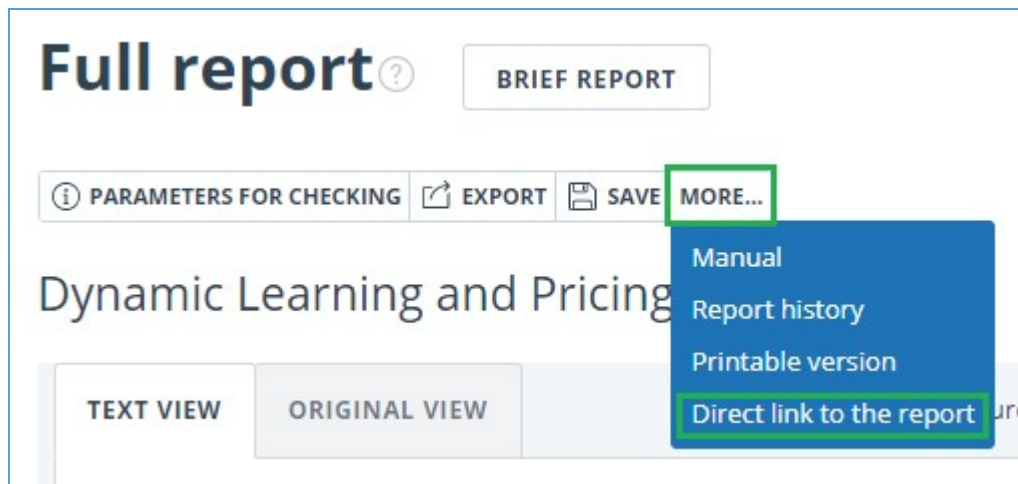 Full report ?
BRIEF REPORT
PARAMETERS FOR CHECKING EXPORT SAVE MORE...
Manual
Dynamic Learning and Pricing
Report history
Printable version
TEXT VIEW ORIGINAL VIEW
Direct link to the report